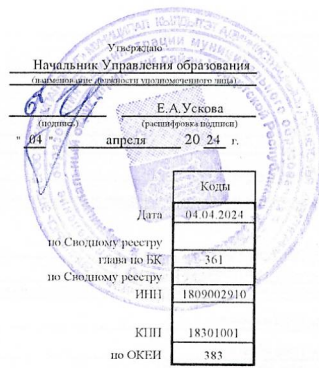 Утверждаю
Начальник Управления образования
(наименование должности уполномоченного лица)
Е.А.Ускова
(подпись) (расшифровка подписи)
" 04 " апреля 20 24 г.
Коды
Дата 04.04.2024
по Сводному реестру
глава по БК 361
по Сводному реестру
ИНН 1809002910
КПП 18301001
по ОКЕИ 383